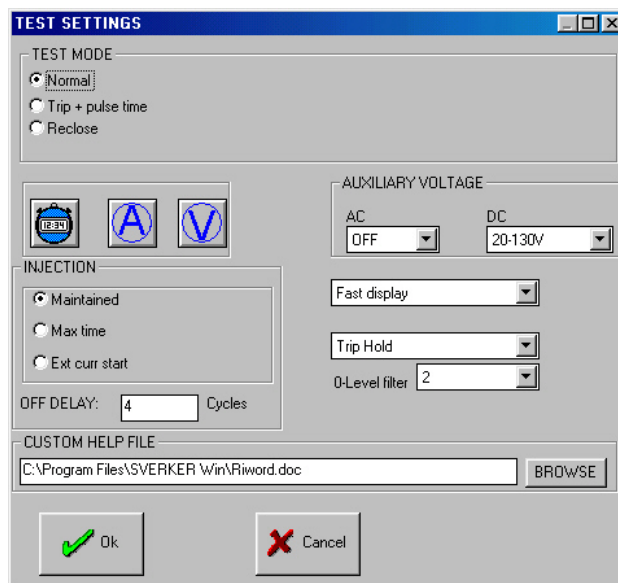 TEST SETTINGS
TEST MODE
Normal
Trip + pulse time
Reclose
12:34
A
V
AUXILIARY VOLTAGE
AC
DC
OFF
20-130V
INJECTION
Maintained
Max time
Ext curr start
OFF DELAY: 4 Cycles
Fast display
Trip Hold
0-Level filter 2
CUSTOM HELP FILE
C:\Program Files\SVERKER Win\Riword.doc
BROWSE
Ok
Cancel